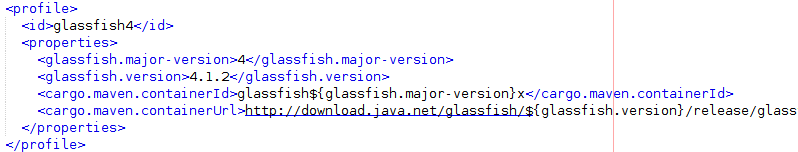 <profile>
<id>glassfish4</id>
<properties>
<glassfish.major-version>4</glassfish.major-version>
<glassfish.version>4.1.2</glassfish.version>
<cargo.maven.containerId>glassfish${glassfish.major-version}x</cargo.maven.containerId>
<cargo.maven.containerUrl>http://download.java.net/glassfish/${glassfish.version}/release/glass
</properties>
</profile>